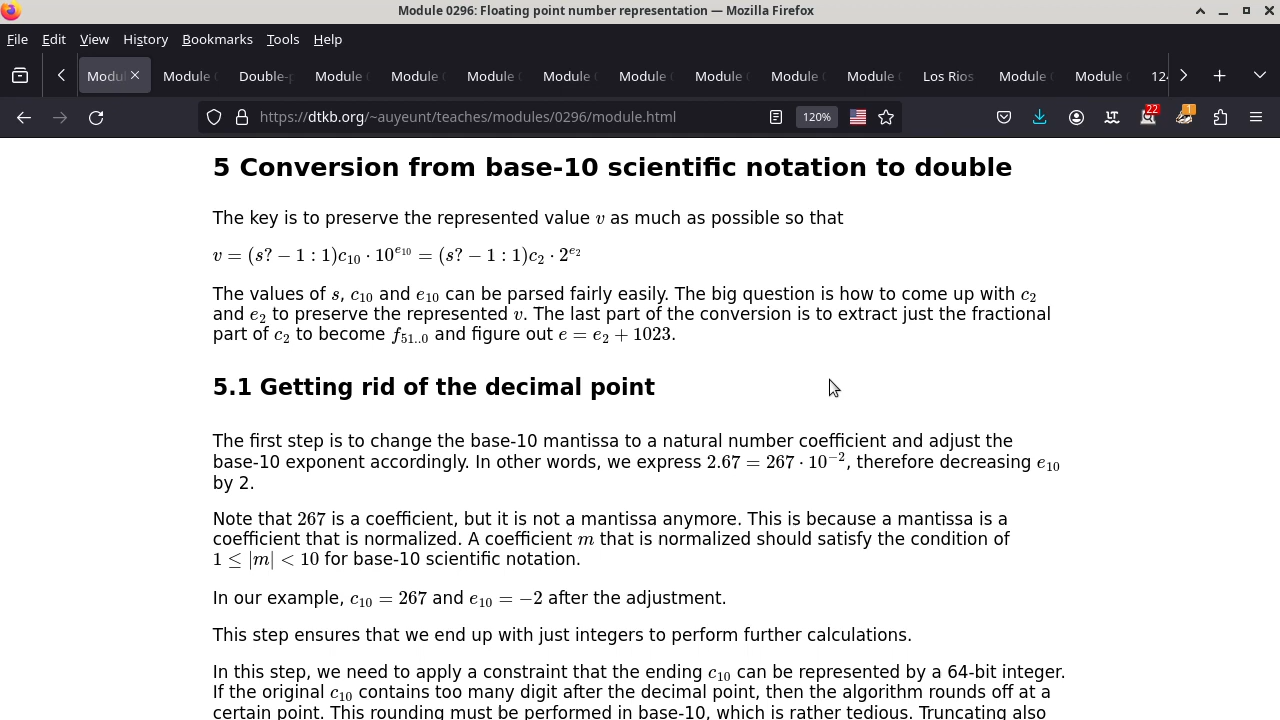 Module 0296: Floating point number representation — Mozilla Firefox
File Edit View History Bookmarks Tools Help
Modul Module Double- Module Module Module Module Module Module Module Module Los Rios Module Module 124
https://dtkb.org/~auyeunt/teaches/modules/0296/module.html 120% 22 1
5 Conversion from base-10 scientific notation to double
The key is to preserve the represented value v as much as possible so that
v = (s? − 1 : 1)c₁₀ · 10^{e₁₀} = (s? − 1 : 1)c₂ · 2^{e₂}
The values of s, c₁₀ and e₁₀ can be parsed fairly easily. The big question is how to come up with c₂
and e₂ to preserve the represented v. The last part of the conversion is to extract just the fractional
part of c₂ to become f₅₁..₀ and figure out e = e₂ + 1023.
5.1 Getting rid of the decimal point
The first step is to change the base-10 mantissa to a natural number coefficient and adjust the
base-10 exponent accordingly. In other words, we express 2.67 = 267 · 10⁻², therefore decreasing e₁₀
by 2.
Note that 267 is a coefficient, but it is not a mantissa anymore. This is because a mantissa is a
coefficient that is normalized. A coefficient m that is normalized should satisfy the condition of
1 ≤ |m| < 10 for base-10 scientific notation.
In our example, c₁₀ = 267 and e₁₀ = −2 after the adjustment.
This step ensures that we end up with just integers to perform further calculations.
In this step, we need to apply a constraint that the ending c₁₀ can be represented by a 64-bit integer.
If the original c₁₀ contains too many digit after the decimal point, then the algorithm rounds off at a
certain point. This rounding must be performed in base-10, which is rather tedious. Truncating also